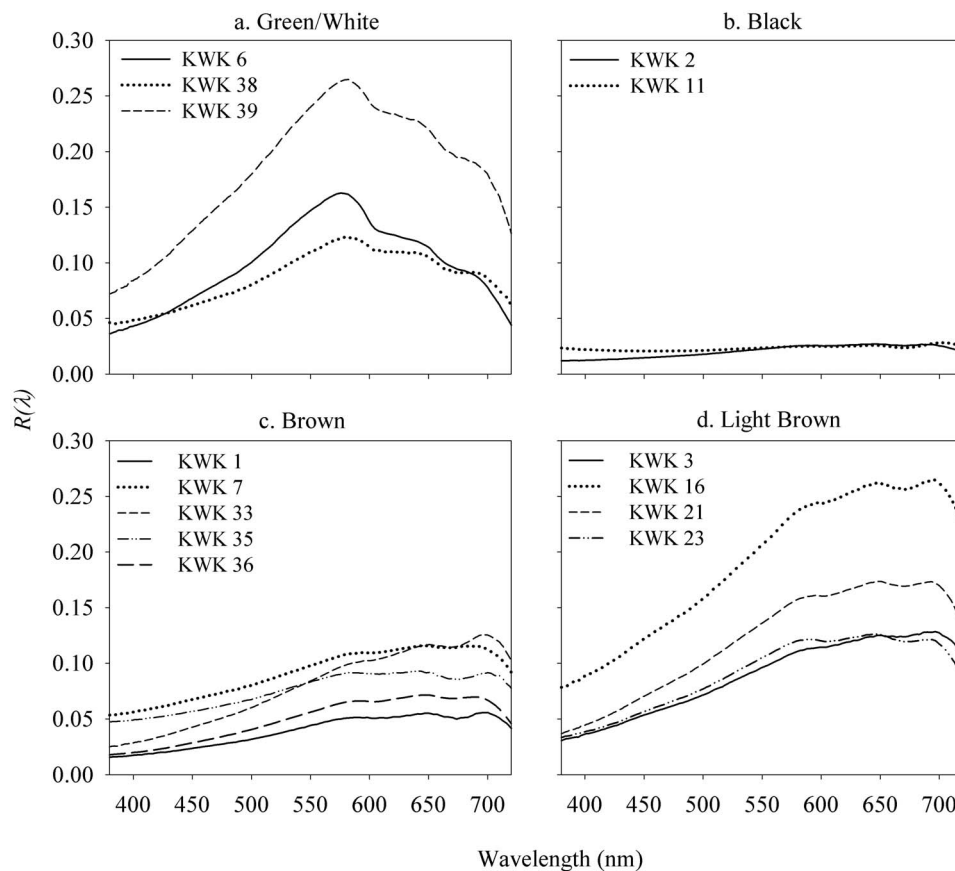 a. Green/White
b. Black
0.30
0.25
0.20
0.15
0.10
0.05
0.00
KWK 6
KWK 38
KWK 39
KWK 2
KWK 11
R(λ)
c. Brown
d. Light Brown
0.30
0.25
0.20
0.15
0.10
0.05
0.00
KWK 1
KWK 7
KWK 33
KWK 35
KWK 36
KWK 3
KWK 16
KWK 21
KWK 23
400 450 500 550 600 650 700
400 450 500 550 600 650 700
Wavelength (nm)